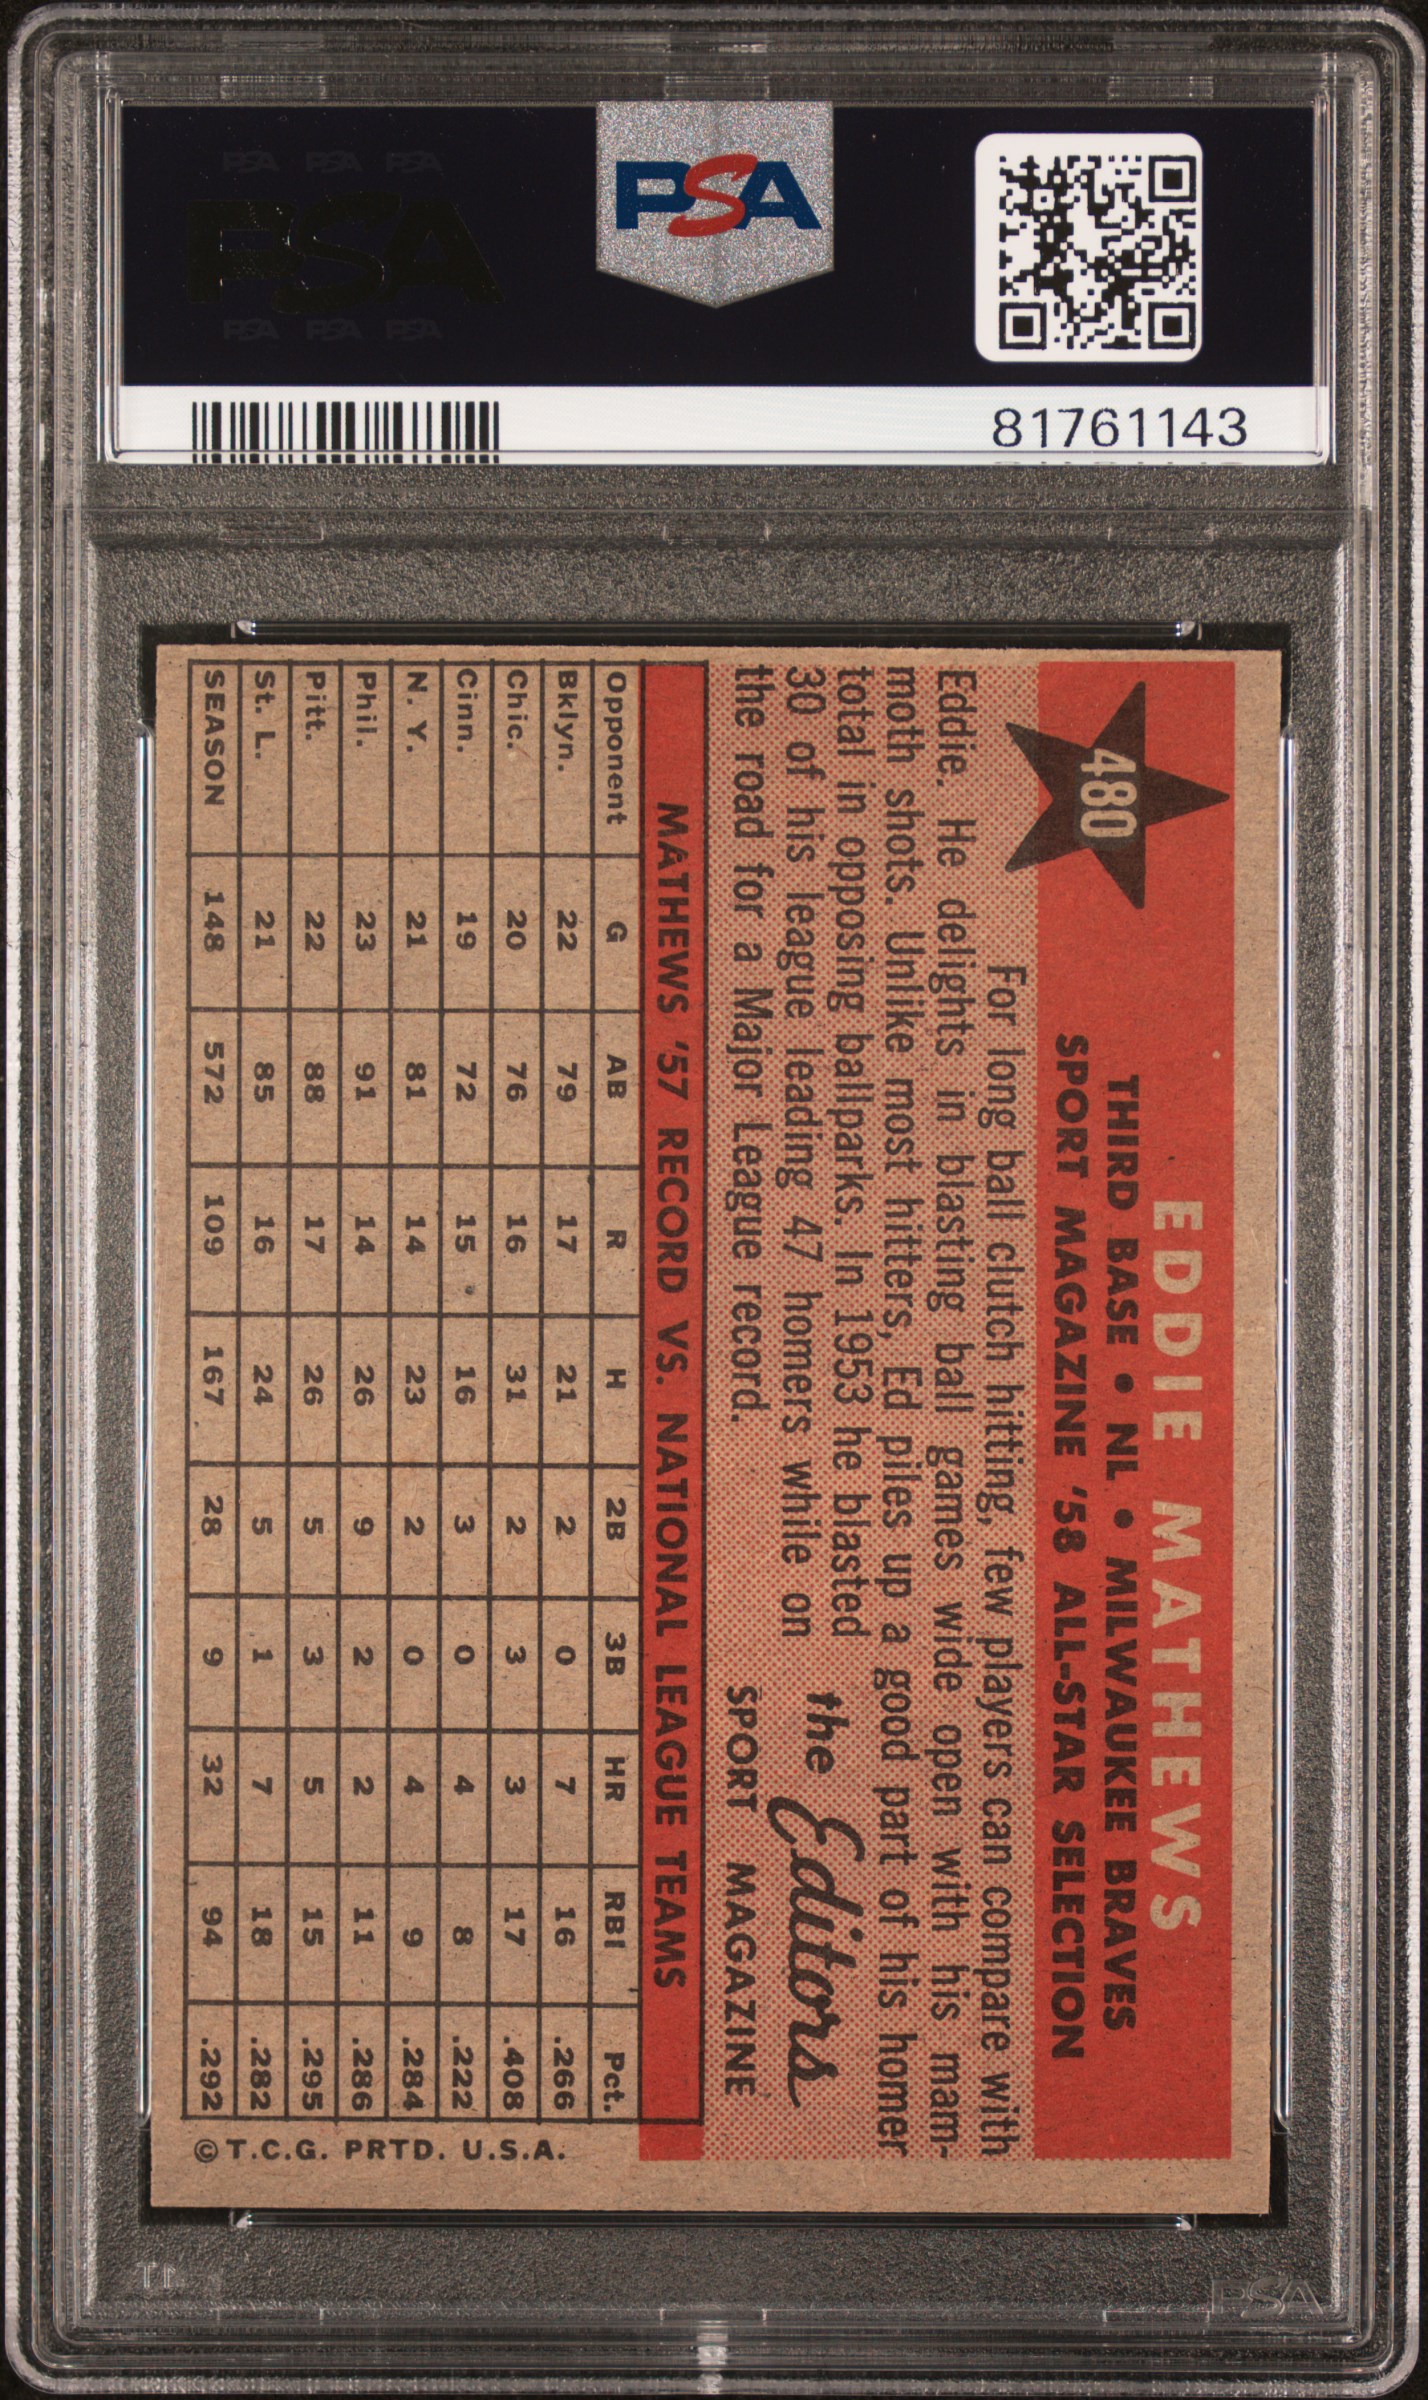 PSA PSA PSA
PSA
PSA PSA PSA
PSA
81761143
480
EDDIE MATHEWS
THIRD BASE • NL • MILWAUKEE BRAVES
SPORT MAGAZINE '58 ALL-STAR SELECTION
For long ball clutch hitting, few players can compare with
Eddie. He delights in blasting ball games wide open with his mam-
moth shots. Unlike most hitters, Ed piles up a good part of his homer
total in opposing ballparks. In 1953 he blasted
30 of his league leading 47 homers while on
the road for a Major League record.
the Editors
SPORT MAGAZINE
MATHEWS '57 RECORD VS. NATIONAL LEAGUE TEAMS
Opponent G AB R H 2B 3B HR RBI Pct.
Bklyn. 22 79 17 21 2 0 7 16 .266
Chic. 20 76 16 31 2 3 3 17 .408
Cinn. 19 72 15 16 3 0 4 8 .222
N. Y. 21 81 14 23 2 0 4 9 .284
Phil. 23 91 14 26 9 2 2 11 .286
Pitt. 22 88 17 26 5 3 5 15 .295
St. L. 21 85 16 24 5 1 7 18 .282
SEASON 148 572 109 167 28 9 32 94 .292
©T.C.G. PRTD. U.S.A.
PSA